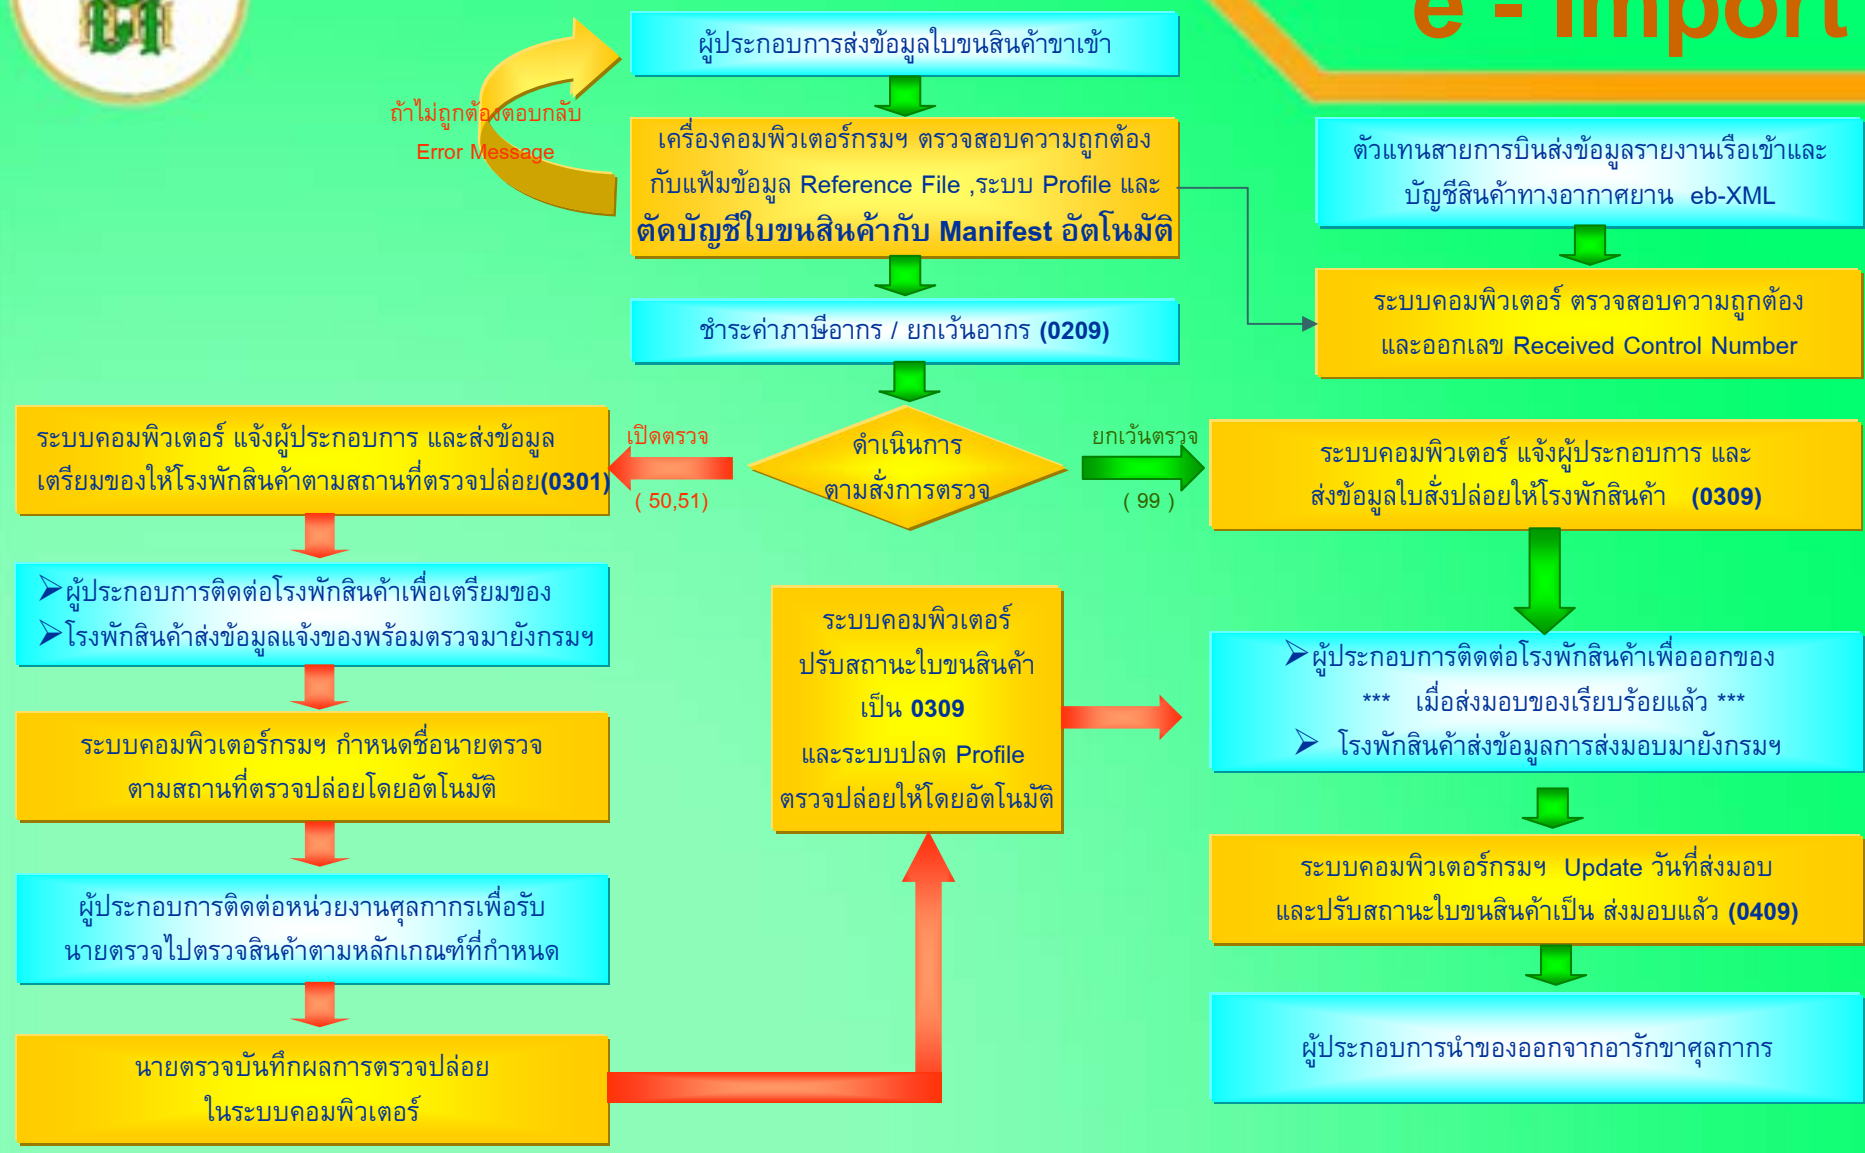 e - Import
ผู้ประกอบการส่งข้อมูลใบขนสินค้าขาเข้า
ถ้าไม่ถูกต้องตอบกลับ
Error Message
เครื่องคอมพิวเตอร์กรมฯ ตรวจสอบความถูกต้อง
กับแฟ้มข้อมูล Reference File ,ระบบ Profile และ
ตัดบัญชีใบขนสินค้ากับ Manifest อัตโนมัติ
ตัวแทนสายการบินส่งข้อมูลรายงานเรือเข้าและ
บัญชีสินค้าทางอากาศยาน eb-XML
ชำระค่าภาษีอากร / ยกเว้นอากร (0209)
ระบบคอมพิวเตอร์ ตรวจสอบความถูกต้อง
และออกเลข Received Control Number
ดำเนินการ
ตามสั่งการตรวจ
เปิดตรวจ
( 50,51)
ยกเว้นตรวจ
( 99 )
ระบบคอมพิวเตอร์ แจ้งผู้ประกอบการ และส่งข้อมูล
เตรียมของให้โรงพักสินค้าตามสถานที่ตรวจปล่อย(0301)
ระบบคอมพิวเตอร์ แจ้งผู้ประกอบการ และ
ส่งข้อมูลใบสั่งปล่อยให้โรงพักสินค้า (0309)
➢ผู้ประกอบการติดต่อโรงพักสินค้าเพื่อเตรียมของ
➢โรงพักสินค้าส่งข้อมูลแจ้งของพร้อมตรวจมายังกรมฯ
ระบบคอมพิวเตอร์กรมฯ กำหนดชื่อนายตรวจ
ตามสถานที่ตรวจปล่อยโดยอัตโนมัติ
ผู้ประกอบการติดต่อหน่วยงานศุลกากรเพื่อรับ
นายตรวจไปตรวจสินค้าตามหลักเกณฑ์ที่กำหนด
นายตรวจบันทึกผลการตรวจปล่อย
ในระบบคอมพิวเตอร์
ระบบคอมพิวเตอร์
ปรับสถานะใบขนสินค้า
เป็น 0309
และระบบปลด Profile
ตรวจปล่อยให้โดยอัตโนมัติ
➢ผู้ประกอบการติดต่อโรงพักสินค้าเพื่อออกของ
*** เมื่อส่งมอบของเรียบร้อยแล้ว ***
➢ โรงพักสินค้าส่งข้อมูลการส่งมอบมายังกรมฯ
ระบบคอมพิวเตอร์กรมฯ Update วันที่ส่งมอบ
และปรับสถานะใบขนสินค้าเป็น ส่งมอบแล้ว (0409)
ผู้ประกอบการนำของออกจากอารักขาศุลกากร